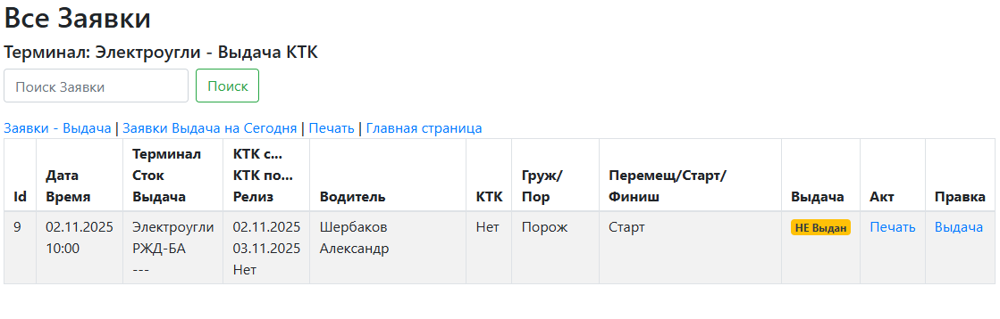 Все Заявки
Терминал: Электроугли - Выдача КТК
Поиск Заявки Поиск
Заявки - Выдача | Заявки Выдача на Сегодня | Печать | Главная страница
Id
Дата
Время
Терминал
Сток
Выдача
КТК с...
КТК по...
Релиз
Водитель
КТК
Груж/
Пор
Перемещ/Старт/
Финиш
Выдача
Акт
Правка
9
02.11.2025
10:00
Электроугли
РЖД-БА
---
02.11.2025
03.11.2025
Нет
Шербаков
Александр
Нет
Порож
Старт
НЕ Выдан
Печать
Выдача